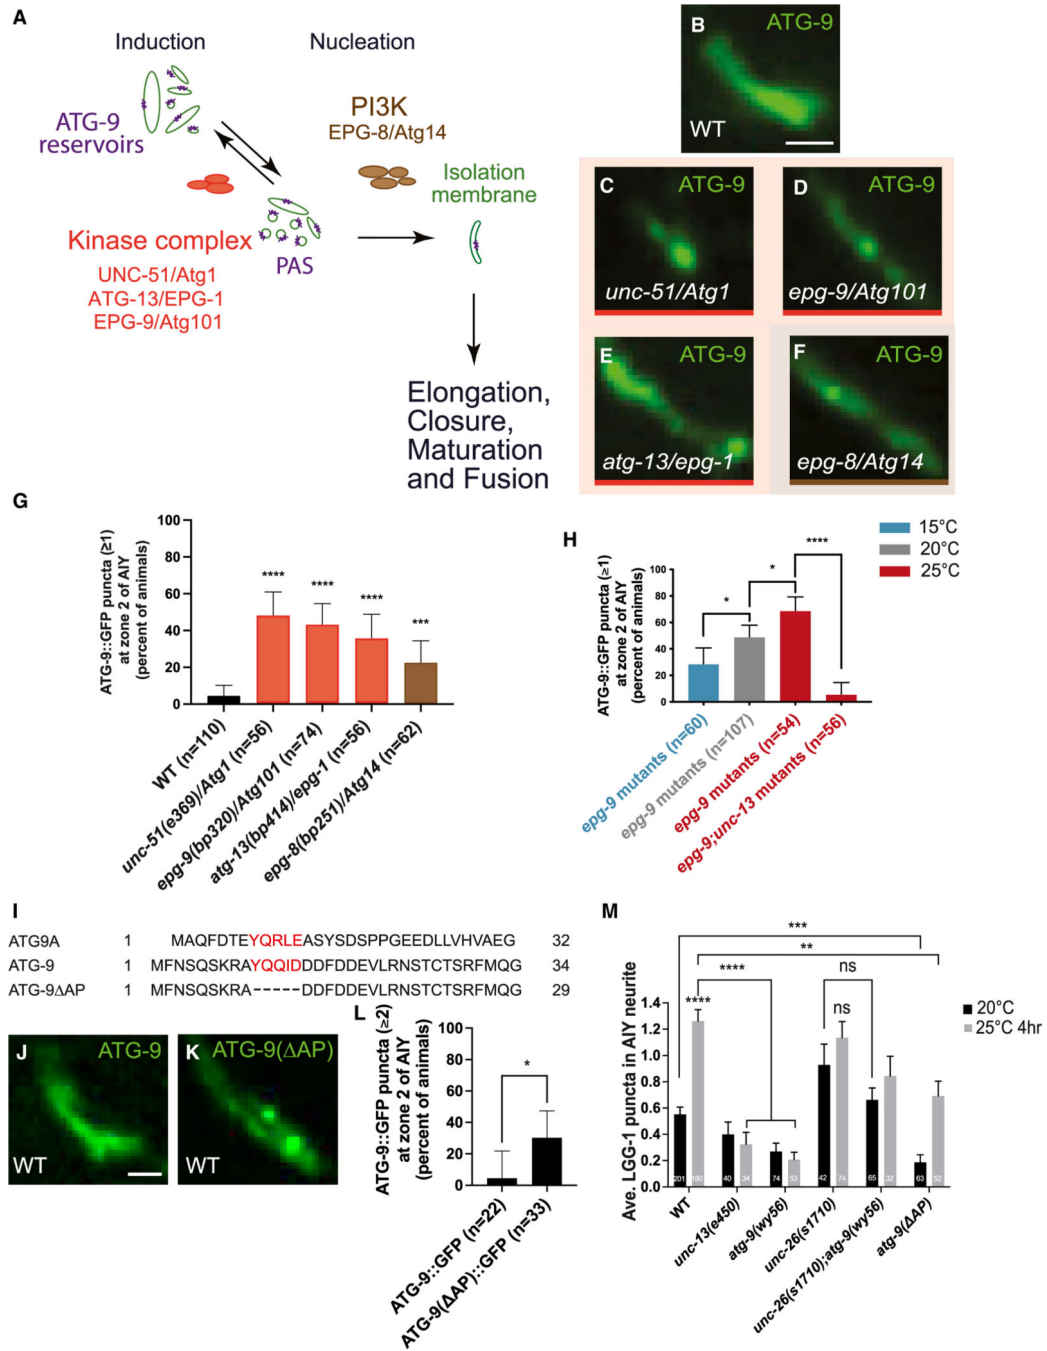 A
Induction
Nucleation
ATG-9
reservoirs
PI3K
EPG-8/Atg14
Isolation
membrane
Kinase complex
UNC-51/Atg1
ATG-13/EPG-1
EPG-9/Atg101
PAS
Elongation,
Closure,
Maturation
and Fusion
B
ATG-9
WT
C
ATG-9
unc-51/Atg1
D
ATG-9
epg-9/Atg101
E
ATG-9
atg-13/epg-1
F
ATG-9
epg-8/Atg14
G
ATG-9::GFP puncta (≥1)
at zone 2 of AIY
(percent of animals)
100
80
60
40
20
0
****
****
****
***
WT (n=110)
unc-51(e369)/Atg1 (n=56)
epg-9(bp320)/Atg101 (n=74)
atg-13(bp414)/epg-1 (n=56)
epg-8(bp251)/Atg14 (n=62)
H
15°C
20°C
25°C
ATG-9::GFP puncta (≥1)
at zone 2 of AIY
(percent of animals)
100
80
60
40
20
0
*
*
****
epg-9 mutants (n=60)
epg-9 mutants (n=107)
epg-9 mutants (n=54)
epg-9;unc-13 mutants (n=56)
I
ATG9A 1 MAQFDTEYQRLEASYSDSPPGEEDLLVHVAEG 32
ATG-9 1 MFNSQSKRAYQQIDDDFDDEVLRNSTCTSRFMQG 34
ATG-9ΔAP 1 MFNSQSKRA-----DDFDDEVLRNSTCTSRFMQG 29
J
ATG-9
WT
K
ATG-9(ΔAP)
WT
L
ATG-9::GFP puncta (≥2)
at zone 2 of AIY
(percent of animals)
100
80
60
40
20
0
*
ATG-9::GFP (n=22)
ATG-9(ΔAP)::GFP (n=33)
M
Ave. LGG-1 puncta in AIY neurite
1.4
1.2
1.0
0.8
0.6
0.4
0.2
0.0
***
**
****
ns
****
ns
20°C
25°C 4hr
201
180
40
34
74
53
42
74
65
32
63
52
WT
unc-13(e450)
atg-9(wy56)
unc-26(s1710)
unc-26(s1710);atg-9(wy56)
atg-9(ΔAP)